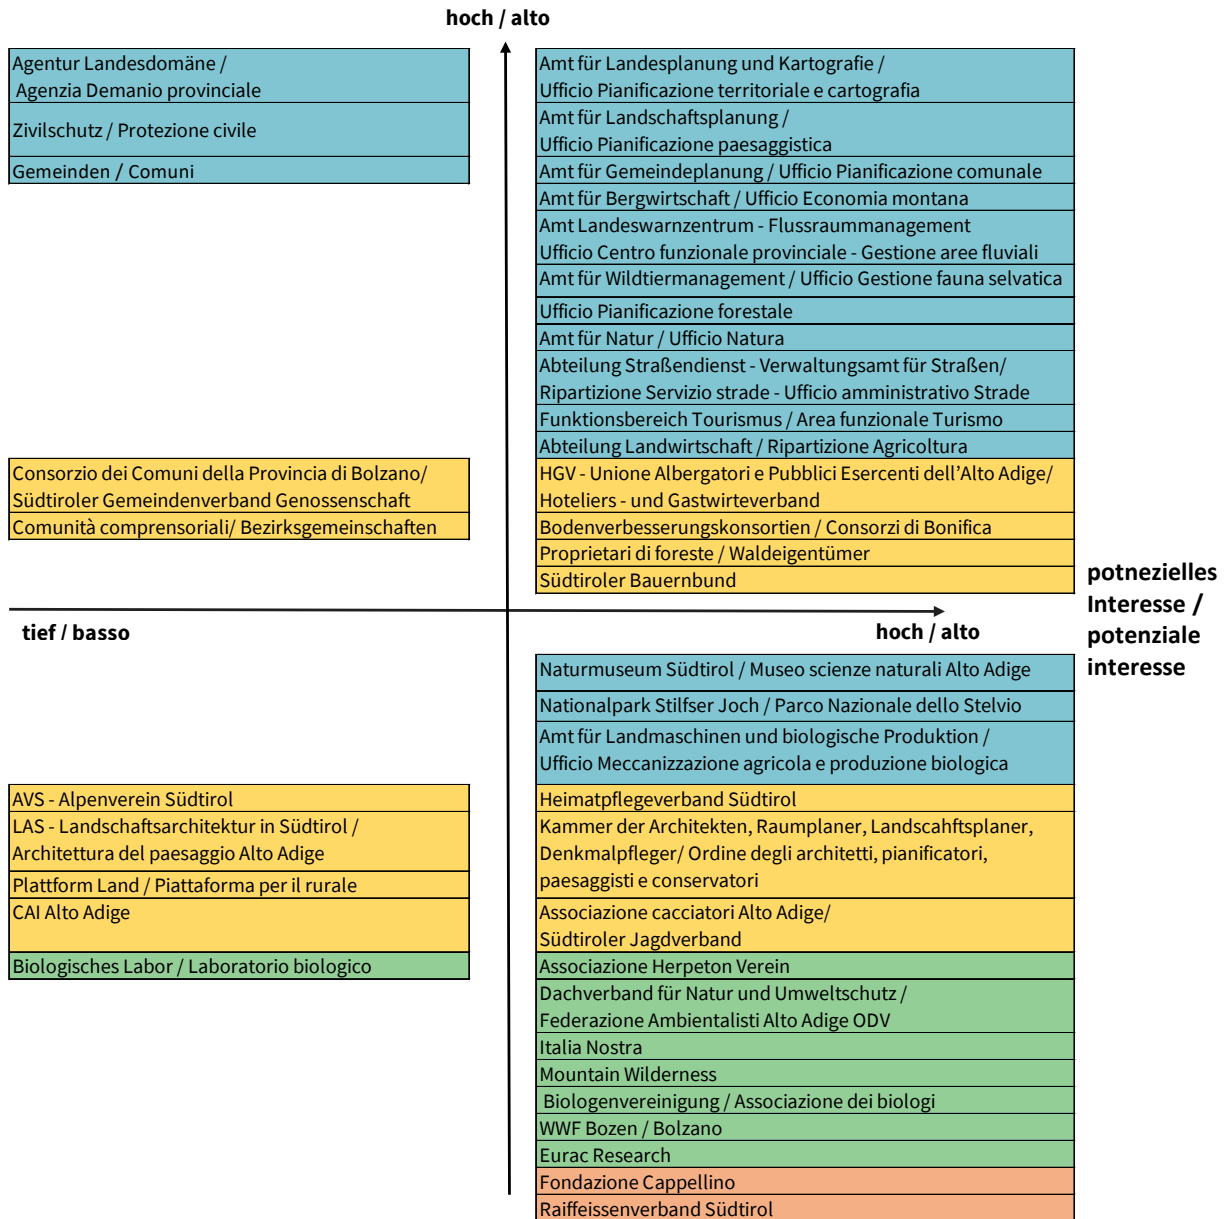 hoch / alto
Agentur Landesdomäne /
Agenzia Demanio provinciale
Zivilschutz / Protezione civile
Gemeinden / Comuni
Amt für Landesplanung und Kartografie /
Ufficio Pianificazione territoriale e cartografia
Amt für Landschaftsplanung /
Ufficio Pianificazione paesaggistica
Amt für Gemeindeplanung / Ufficio Pianificazione comunale
Amt für Bergwirtschaft / Ufficio Economia montana
Amt Landeswarnzentrum - Flussraummanagement
Ufficio Centro funzionale provinciale - Gestione aree fluviali
Amt für Wildtiermanagement / Ufficio Gestione fauna selvatica
Ufficio Pianificazione forestale
Amt für Natur / Ufficio Natura
Abteilung Straßendienst - Verwaltungsamt für Straßen/
Ripartizione Servizio strade - Ufficio amministrativo Strade
Funktionsbereich Tourismus / Area funzionale Turismo
Abteilung Landwirtschaft / Ripartizione Agricoltura
Consorzio dei Comuni della Provincia di Bolzano/
Südtiroler Gemeindenverband Genossenschaft
Comunità comprensoriali/ Bezirksgemeinschaften
HGV - Unione Albergatori e Pubblici Esercenti dell'Alto Adige/
Hoteliers - und Gastwirteverband
Bodenverbesserungskonsortien / Consorzi di Bonifica
Proprietari di foreste / Waldeigentümer
Südtiroler Bauernbund
potnezielles
Interesse /
potenziale
interesse
tief / basso
hoch / alto
Naturmuseum Südtirol / Museo scienze naturali Alto Adige
Nationalpark Stilfser Joch / Parco Nazionale dello Stelvio
Amt für Landmaschinen und biologische Produktion /
Ufficio Meccanizzazione agricola e produzione biologica
AVS - Alpenverein Südtirol
LAS - Landschaftsarchitektur in Südtirol /
Architettura del paesaggio Alto Adige
Plattform Land / Piattaforma per il rurale
CAI Alto Adige
Biologisches Labor / Laboratorio biologico
Heimatpflegeverband Südtirol
Kammer der Architekten, Raumplaner, Landscahftsplaner,
Denkmalpfleger/ Ordine degli architetti, pianificatori,
paesaggisti e conservatori
Associazione cacciatori Alto Adige/
Südtiroler Jagdverband
Associazione Herpeton Verein
Dachverband für Natur und Umweltschutz /
Federazione Ambientalisti Alto Adige ODV
Italia Nostra
Mountain Wilderness
Biologenvereinigung / Associazione dei biologi
WWF Bozen / Bolzano
Eurac Research
Fondazione Cappellino
Raiffeisenverband Südtirol